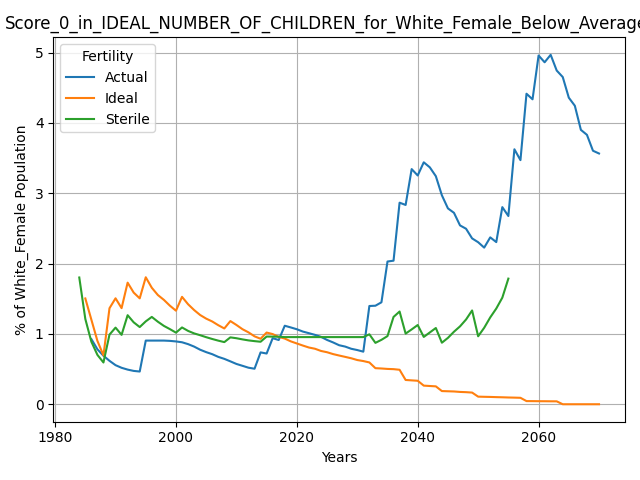 Score_0_in_IDEAL_NUMBER_OF_CHILDREN_for_White_Female_Below_Average
Fertility
Actual
Ideal
Sterile
% of White_Female Population
5
4
3
2
1
0
1980 2000 2020 2040 2060
Years